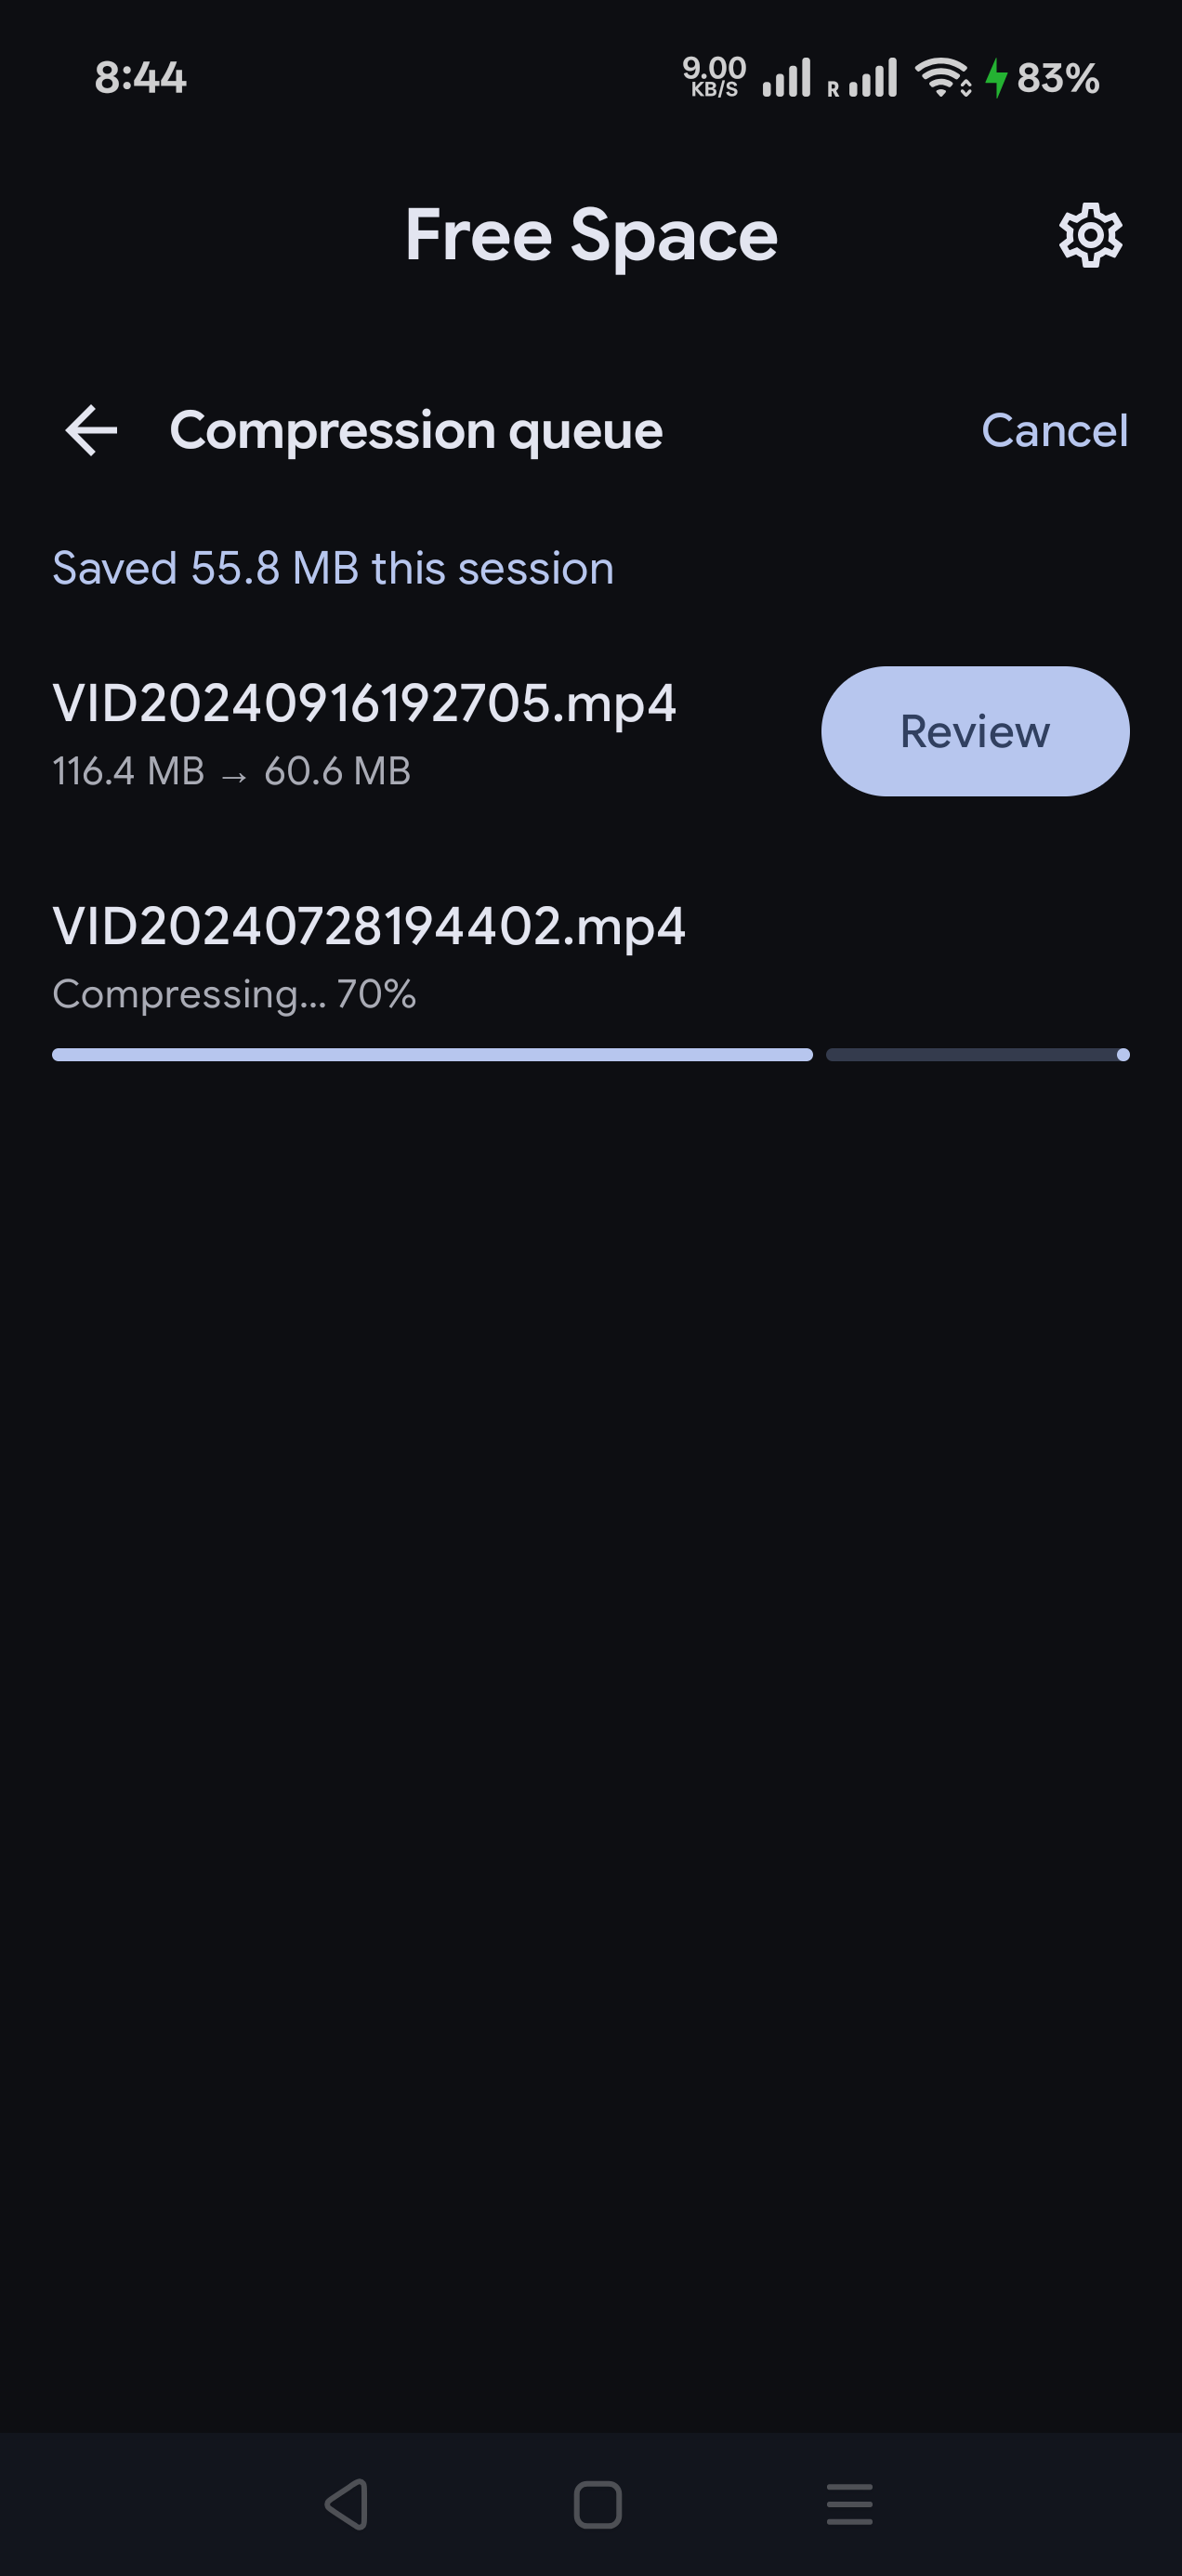 8:44
9.00
KB/S
R
83%
Free Space
Compression queue
Cancel
Saved 55.8 MB this session
VID20240916192705.mp4
116.4 MB → 60.6 MB
Review
VID20240728194402.mp4
Compressing... 70%